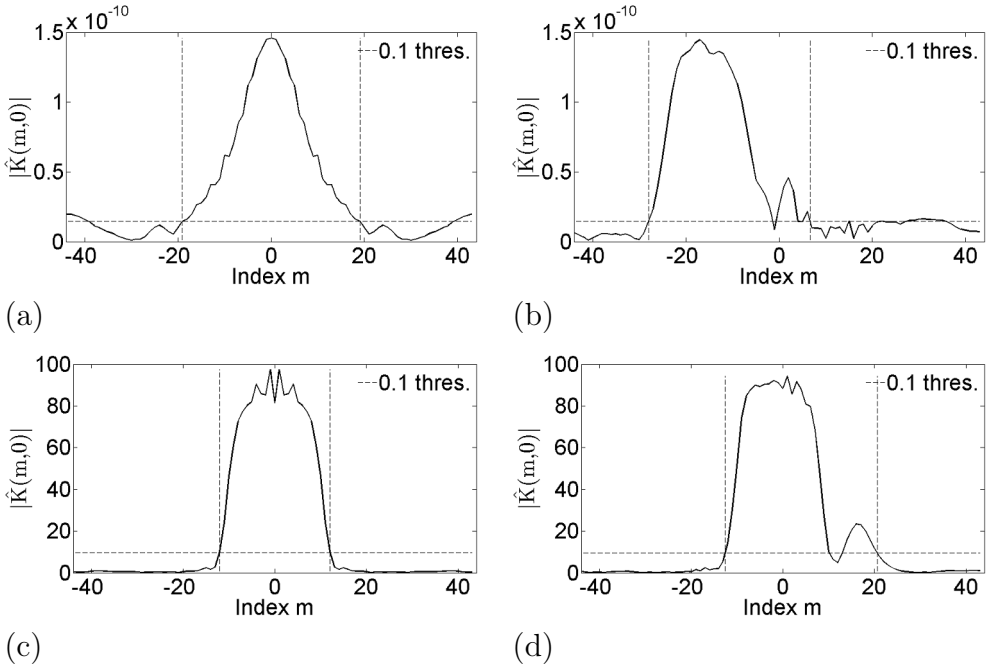 1.5 x 10^-10
1
0.5
0
-40 -20 0 20 40
Index m
|K̂(m,0)|
0.1 thres.
(a)
1.5 x 10^-10
1
0.5
0
-40 -20 0 20 40
Index m
|K̂(m,0)|
0.1 thres.
(b)
100
80
60
40
20
0
-40 -20 0 20 40
Index m
|K̂(m,0)|
0.1 thres.
(c)
100
80
60
40
20
0
-40 -20 0 20 40
Index m
|K̂(m,0)|
0.1 thres.
(d)